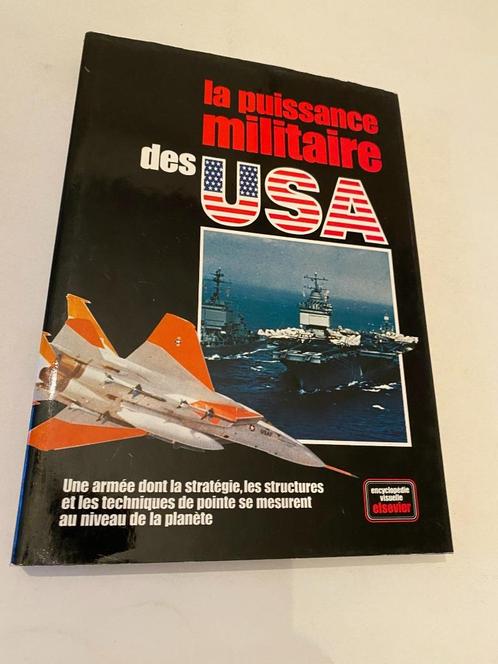 la puissance
militaire
des USA
USAF
Une armée dont la stratégie, les structures
et les techniques de pointe se mesurent
au niveau de la planète
encyclopédie
visuelle
elsevier